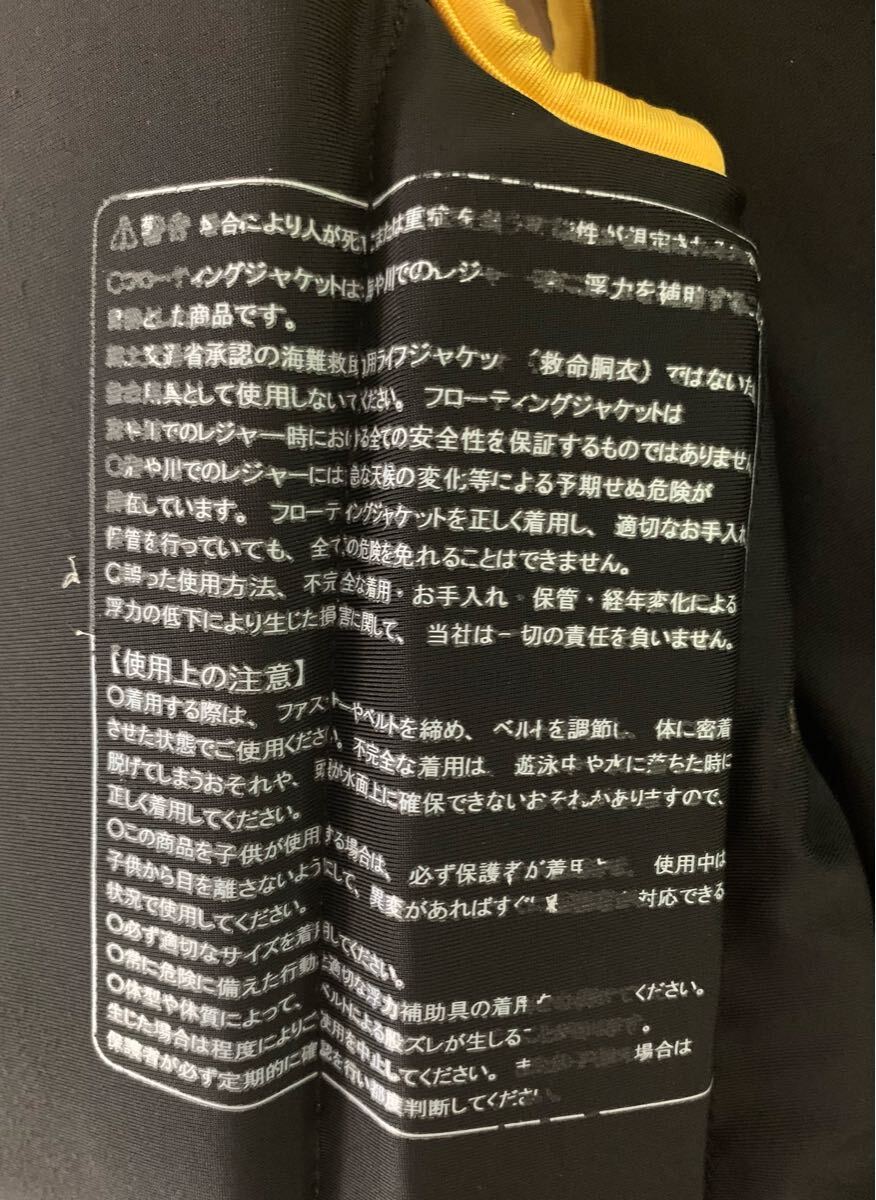 ⚠警告 合により人が死 または重症を 性が想定される
○フローティングジャケットは、海や川でのレジャー 時に 浮力を補助するこ
目的とした商品です。
国土交通省承認の海難救助用ライフジャケッ （救命胴衣）ではないた
具として使用しないでください。 フローティングジャケットは
海や川でのレジャー時における全ての安全性を保証するものではありません
○海や川でのレジャーには急な天候の変化等による予期せぬ危険が
存在しています。 フローティングジャケットを正しく着用し、 適切なお手入れ
保管を行っていても、 全ての危険を免れることはできません。
○誤った使用方法、 不完全な着用・お手入れ・保管・経年変化による
浮力の低下により生じた損害に関して、 当社は一切の責任を負いません。
【使用上の注意】
○着用する際は、 ファスナーやベルトを締め、 ベルトを調節し、 体に密着
させた状態でご使用ください。不完全な着用は、 遊泳中や水に落ちた時に
脱げてしまうおそれや、 頭が水面上に確保できないおそれがありますので、
正しく着用してください。
○この商品を子供が使用する場合は、 必ず保護者が着用 使用中は
子供から目を離さないようにして、 異変があればすぐ 対応できる
状況で使用してください。
○必ず適切なサイズを着用してください。
○常に危険に備えた行動と適切な浮力補助具の着用 ください。
○体型や体質によって、 ベルトによる股ズレが生じる 。
生じた場合は程度によりご使用を中止してください。 場合は
保護者が必ず定期的に確認を行い都度判断してください。